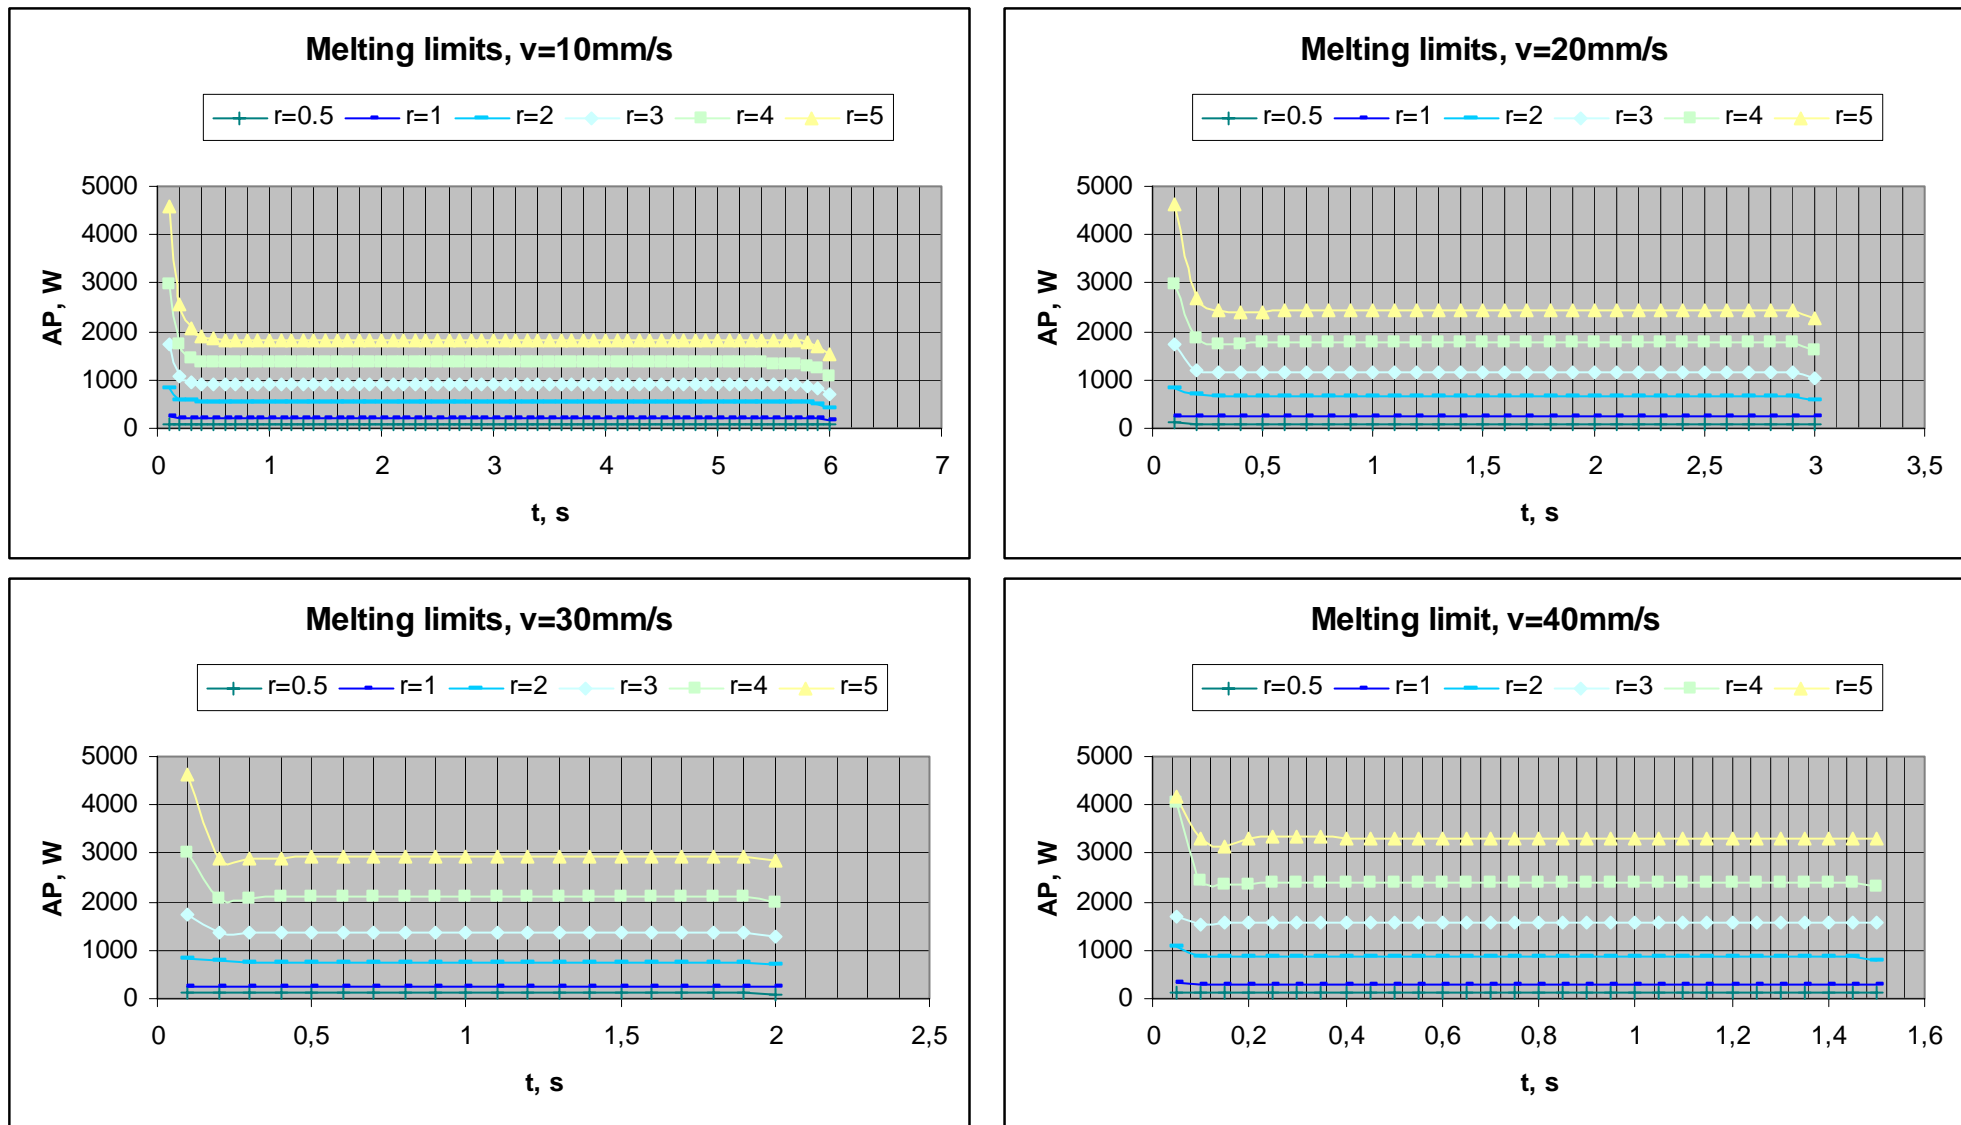 Melting limits, v=10mm/s
r=0.5 r=1 r=2 r=3 r=4 r=5
5000
4000
3000
2000
1000
0
AP, W
0 1 2 3 4 5 6 7
t, s
Melting limits, v=20mm/s
r=0.5 r=1 r=2 r=3 r=4 r=5
5000
4000
3000
2000
1000
0
AP, W
0 0,5 1 1,5 2 2,5 3 3,5
t, s
Melting limits, v=30mm/s
r=0.5 r=1 r=2 r=3 r=4 r=5
5000
4000
3000
2000
1000
0
AP, W
0 0,5 1 1,5 2 2,5
t, s
Melting limit, v=40mm/s
r=0.5 r=1 r=2 r=3 r=4 r=5
5000
4000
3000
2000
1000
0
AP, W
0 0,2 0,4 0,6 0,8 1 1,2 1,4 1,6
t, s